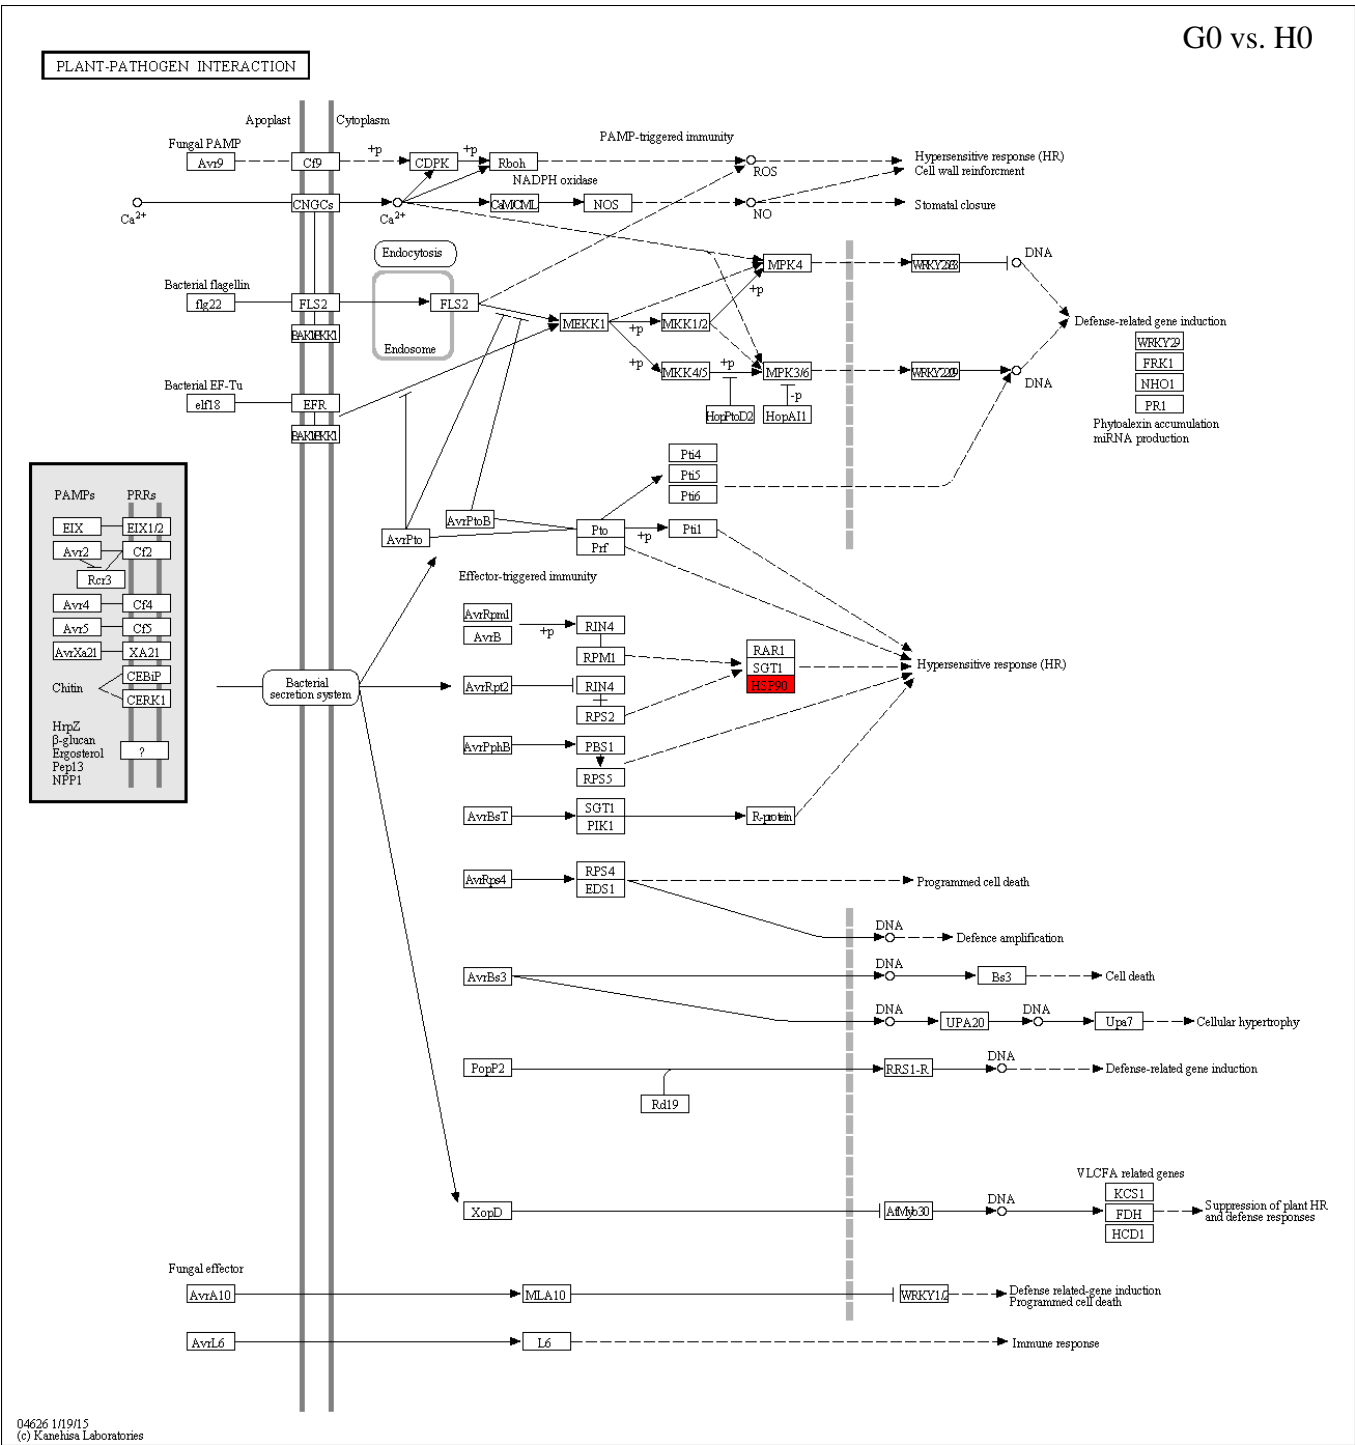 G0 vs. H0
PLANT-PATHOGEN INTERACTION
Apoplast
Cytoplasm
Fungal PAMP
PAMP-triggered immunity
Avr9
Cf9
+p
CDPK
+p
Rboh
ROS
Hypersensitive response (HR)
Cell wall reinforcment
NADPH oxidase
Ca2+
CNGCs
Ca2+
CaM/CML
NOS
NO
Stomatal closure
Endocytosis
MPK4
DNA
Bacterial flagellin
flg22
FLS2
FLS2
+p
MEKK1
+p
MKK1/2
Defense-related gene induction
Endosome
WRKY29
FRK1
NHO1
PR1
Phytoalexin accumulation
miRNA production
+p
MKK4/5
+p
MPK3/6
DNA
Bacterial EF-Tu
elf18
EFR
HopPtoD2
-p
HopAI1
Pti4
Pti5
Pti6
AvrPto
AvrPtoB
Pto
Prf
+p
Pti1
PAMPs
PRRs
EIX
EIX1/2
Avr2
Cf2
Rcr3
Avr4
Cf4
Avr5
Cf5
AvrXa21
XA21
Chitin
CEBiP
CERK1
HrpZ
β-glucan
Ergosterol
Pep13
NPP1
?
Effector-triggered immunity
AvrRpm1
AvrB
+p
RIN4
RPM1
RAR1
SGT1
HSP90
Hypersensitive response (HR)
Bacterial
secretion system
AvrRpt2
RIN4
RPS2
AvrPphB
PBS1
RPS5
AvrBsT
SGT1
PIK1
R-protein
AvrRps4
RPS4
EDS1
Programmed cell death
DNA
Defence amplification
AvrBs3
DNA
Bs3
Cell death
DNA
UPA20
DNA
Upa7
Cellular hypertrophy
PopP2
Rd19
RRS1-R
DNA
Defense-related gene induction
VLCFA related genes
XopD
AtMyb30
DNA
KCS1
FDH
HCD1
Suppression of plant HR
and defense responses
Fungal effector
AvrA10
MLA10
WRKY1/2
Defense related-gene induction
Programmed cell death
AvrL6
L6
Immune response
04626 1/19/15
(c) Kanehisa Laboratories